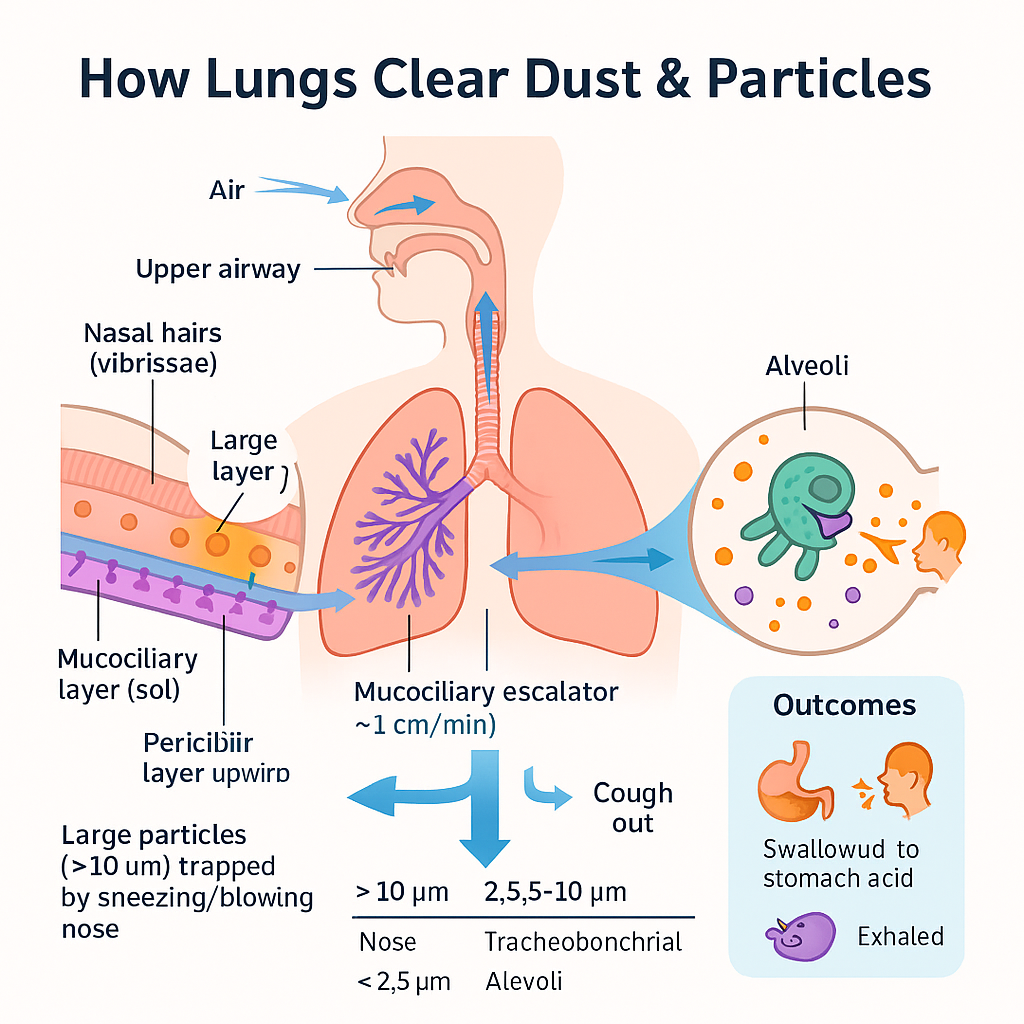 How Lungs Clear Dust & Particles
Air
Upper airway
Nasal hairs
(vibrissae)
Large
layer )
Alveoli
Mucociliary
layer (sol)
Pericibiir
layer upwirp
Mucociliary escalator
~1 cm/min)
Cough
out
Large particles
(>10 um) trapped
by sneezing/blowing
nose
> 10 μm 2,5,5-10 μm
Nose Tracheobonchrial
< 2,5 μm Alevoli
Outcomes
Swallowud to
stomach acid
Exhaled